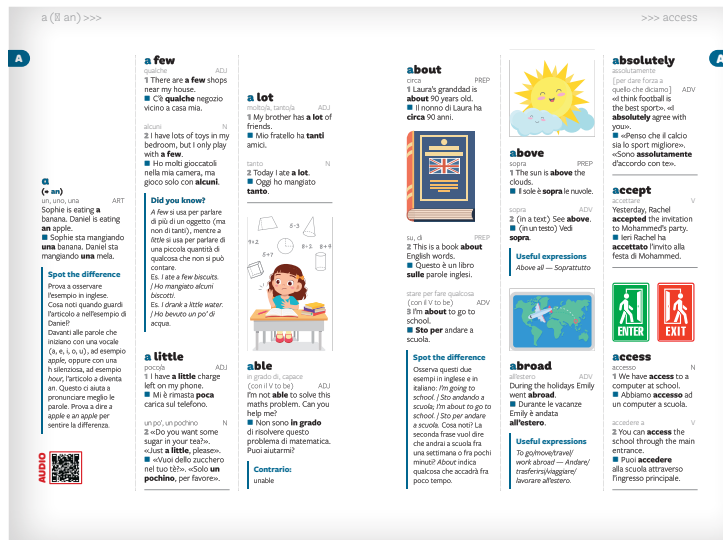 a (🡒 an) >>>
>>> access
A
a
(🡒 an)
un, uno, una ART
Sophie is eating a
banana. Daniel is eating
an apple.
■ Sophie sta mangiando
una banana. Daniel sta
mangiando una mela.
Spot the difference
Prova a osservare
l'esempio in inglese.
Cosa noti quando guardi
l'articolo a nell'esempio di
Daniel?
Davanti alle parole che
iniziano con una vocale
(a, e, i, o, u), ad esempio
apple, oppure con una
h silenziosa, ad esempio
hour, l'articolo a diventa
an. Questo ci aiuta a
pronunciare meglio le
parole. Prova a dire a
apple e an apple per
sentire la differenza.
AUDIO
a few
qualche ADJ
1 There are a few shops
near my house.
■ C'è qualche negozio
vicino a casa mia.
alcuni N
2 I have lots of toys in my
bedroom, but I only play
with a few.
■ Ho molti gioccattoli
nella mia camera, ma
gioco solo con alcuni.
Did you know?
A few si usa per parlare
di più di un oggetto (ma
non di tanti), mentre a
little si usa per parlare di
una piccola quantità di
qualcosa che non si può
contare.
Es. I ate a few biscuits.
/ Ho mangiato alcuni
biscotti.
Es. I drank a little water.
/ Ho bevuto un po' di
acqua.
a little
poco/a ADJ
1 I have a little charge
left on my phone.
■ Mi è rimasta poca
carica sul telefono.
un po', un pochino N
2 «Do you want some
sugar in your tea?».
«Just a little, please».
■ «Vuoi dello zucchero
nel tuo tè?». «Solo un
pochino, per favore».
a lot
molto/a, tanto/a ADJ
1 My brother has a lot of
friends.
■ Mio fratello ha tanti
amici.
tanto N
2 Today I ate a lot.
■ Oggi ho mangiato
tanto.
6-3
9+2
6+7
8÷2
8+9
able
in grado di, capace
(con il V to be) ADJ
I'm not able to solve this
maths problem. Can you
help me?
■ Non sono in grado
di risolvere questo
problema di matematica.
Puoi aiutarmi?
Contrario:
unable
about
circa PREP
1 Laura's granddad is
about 90 years old.
■ Il nonno di Laura ha
circa 90 anni.
su, di PREP
2 This is a book about
English words.
■ Questo è un libro
sulle parole inglesi.
stare per fare qualcosa
(con il V to be) ADV
3 I'm about to go to
school.
■ Sto per andare a
scuola.
Spot the difference
Osserva questi due
esempi in inglese e in
italiano: I'm going to
school. / Sto andando a
scuola; I'm about to go to
school. / Sto per andare
a scuola. Cosa noti? La
seconda frase vuol dire
che andrai a scuola fra
una settimana o fra pochi
minuti? About indica
qualcosa che accadrà fra
poco tempo.
above
sopra PREP
1 The sun is above the
clouds.
■ Il sole è sopra le nuvole.
sopra ADV
2 (in a text) See above.
■ (in un testo) Vedi
sopra.
Useful expressions
Above all — Soprattutto
abroad
all'estero ADV
During the holidays Emily
went abroad.
■ Durante le vacanze
Emily è andata
all'estero.
Useful expressions
To go/move/travel/
work abroad — Andare/
trasferirsi/viaggiare/
lavorare all'estero.
absolutely
assolutamente
[per dare forza a
quello che diciamo] ADV
«I think football is
the best sport». «I
absolutely agree with
you».
■ «Penso che il calcio
sia lo sport migliore».
«Sono assolutamente
d'accordo con te».
accept
accettare V
Yesterday, Rachel
accepted the invitation
to Mohammed's party.
■ Ieri Rachel ha
accettato l'invito alla
festa di Mohammed.
ENTER
EXIT
access
accesso N
1 We have access to a
computer at school.
■ Abbiamo accesso ad
un computer a scuola.
accedere a V
2 You can access the
school through the main
entrance.
■ Puoi accedere
alla scuola attraverso
l'ingresso principale.
A